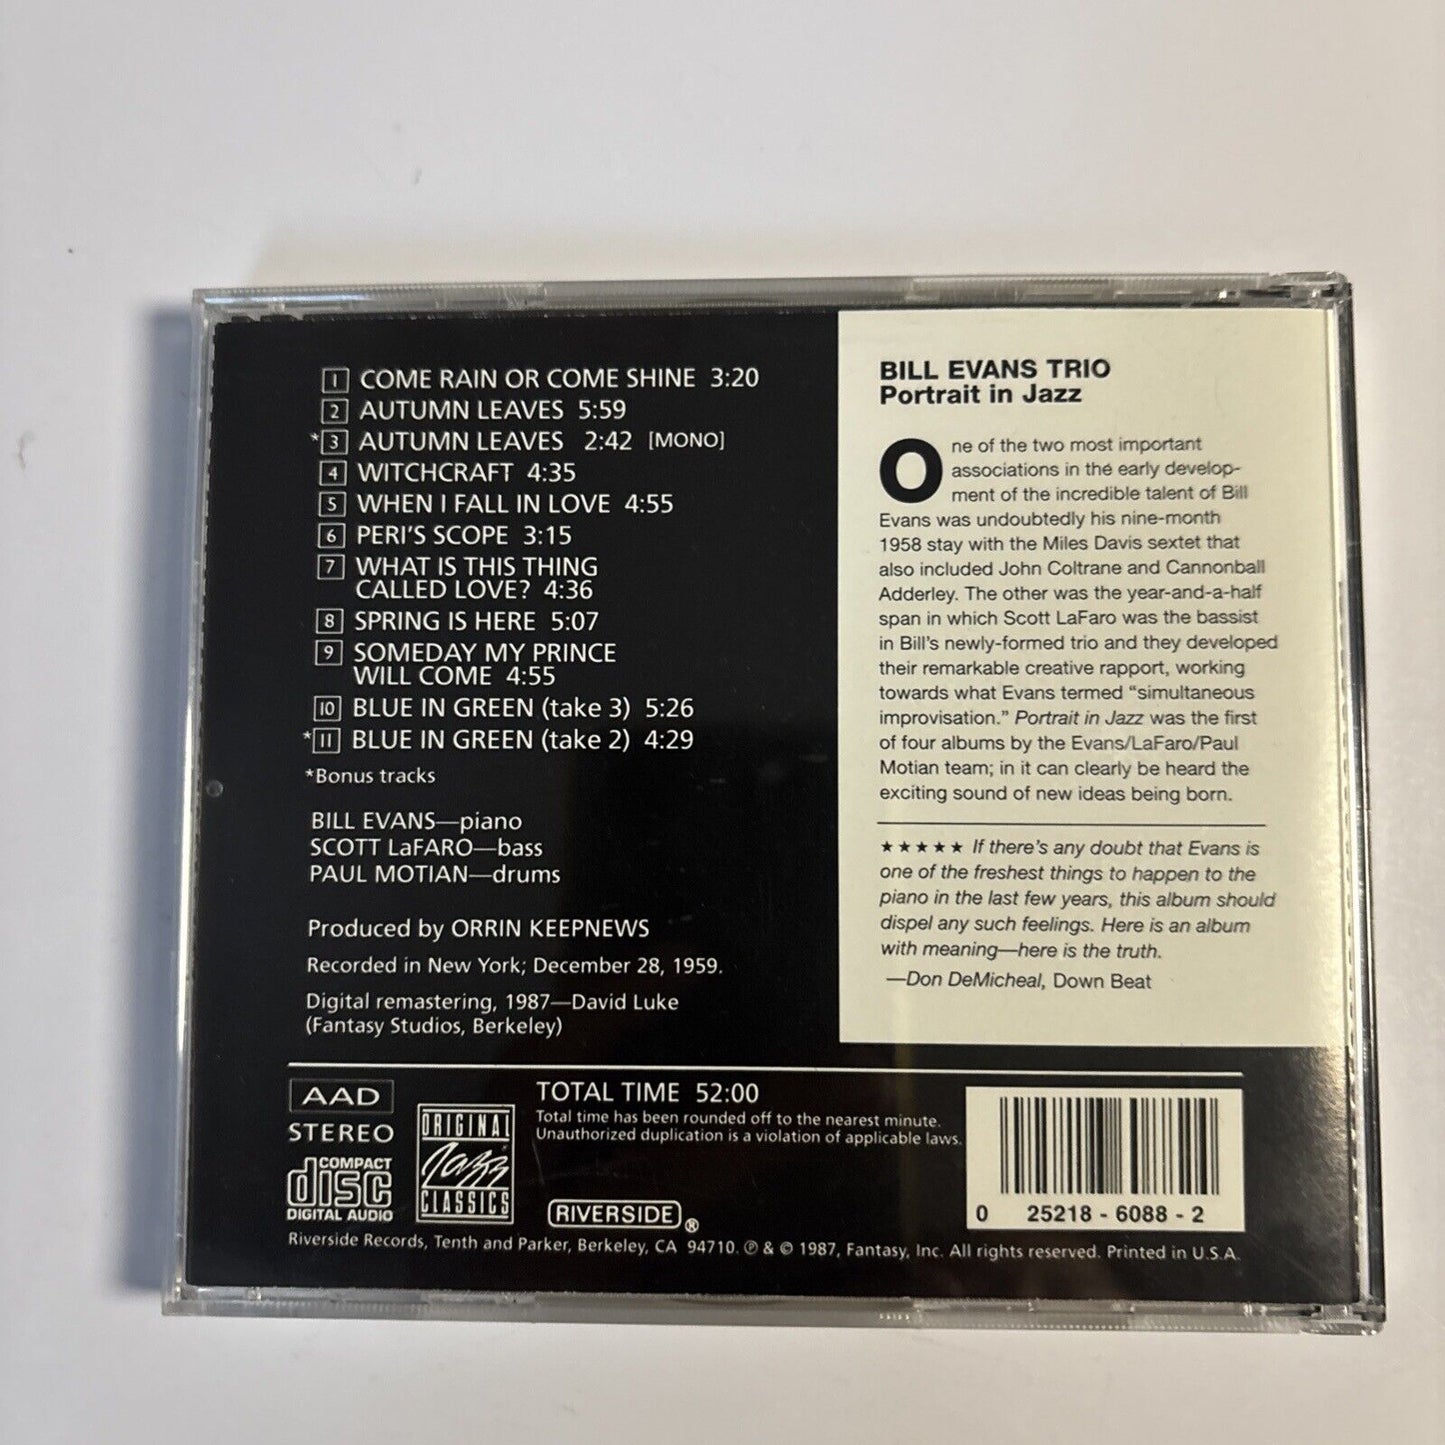 1 COME RAIN OR COME SHINE 3:20
2 AUTUMN LEAVES 5:59
*3 AUTUMN LEAVES 2:42 [MONO]
4 WITCHCRAFT 4:35
5 WHEN I FALL IN LOVE 4:55
6 PERI'S SCOPE 3:15
7 WHAT IS THIS THING
CALLED LOVE? 4:36
8 SPRING IS HERE 5:07
9 SOMEDAY MY PRINCE
WILL COME 4:55
10 BLUE IN GREEN (take 3) 5:26
*11 BLUE IN GREEN (take 2) 4:29
*Bonus tracks
BILL EVANS—piano
SCOTT LaFARO—bass
PAUL MOTIAN—drums
Produced by ORRIN KEEPNEWS
Recorded in New York; December 28, 1959.
Digital remastering, 1987—David Luke
(Fantasy Studios, Berkeley)
BILL EVANS TRIO
Portrait in Jazz
One of the two most important
associations in the early develop-
ment of the incredible talent of Bill
Evans was undoubtedly his nine-month
1958 stay with the Miles Davis sextet that
also included John Coltrane and Cannonball
Adderley. The other was the year-and-a-half
span in which Scott LaFaro was the bassist
in Bill's newly-formed trio and they developed
their remarkable creative rapport, working
towards what Evans termed “simultaneous
improvisation.” Portrait in Jazz was the first
of four albums by the Evans/LaFaro/Paul
Motian team; in it can clearly be heard the
exciting sound of new ideas being born.
★★★★★ If there's any doubt that Evans is
one of the freshest things to happen to the
piano in the last few years, this album should
dispel any such feelings. Here is an album
with meaning—here is the truth.
—Don DeMicheal, Down Beat
AAD
STEREO
COMPACT
disc
DIGITAL AUDIO
ORIGINAL
Jazz
CLASSICS
TOTAL TIME 52:00
Total time has been rounded off to the nearest minute.
Unauthorized duplication is a violation of applicable laws.
RIVERSIDE®
0 25218 - 6088 - 2
Riverside Records, Tenth and Parker, Berkeley, CA 94710. ℗ & © 1987, Fantasy, Inc. All rights reserved. Printed in U.S.A.